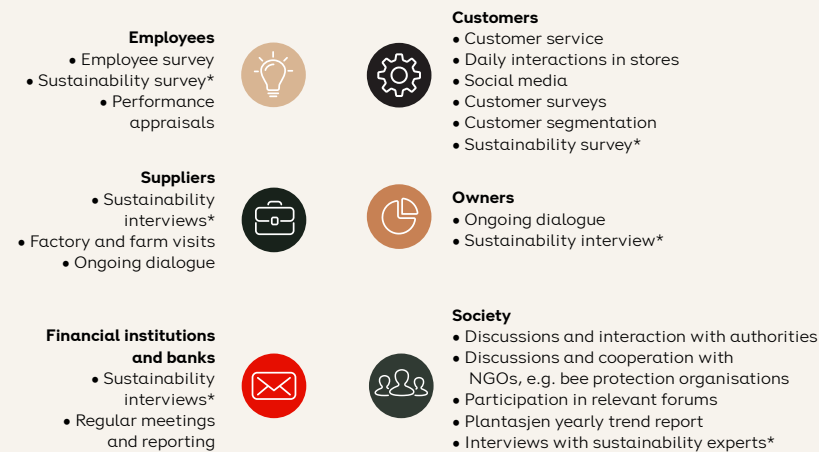 Employees
• Employee survey
• Sustainability survey*
• Performance
appraisals
Customers
• Customer service
• Daily interactions in stores
• Social media
• Customer surveys
• Customer segmentation
• Sustainability survey*
Suppliers
• Sustainability
interviews*
• Factory and farm visits
• Ongoing dialogue
Owners
• Ongoing dialogue
• Sustainability interview*
Financial institutions
and banks
• Sustainability
interviews*
• Regular meetings
and reporting
Society
• Discussions and interaction with authorities
• Discussions and cooperation with
NGOs, e.g. bee protection organisations
• Participation in relevant forums
• Plantasjen yearly trend report
• Interviews with sustainability experts*